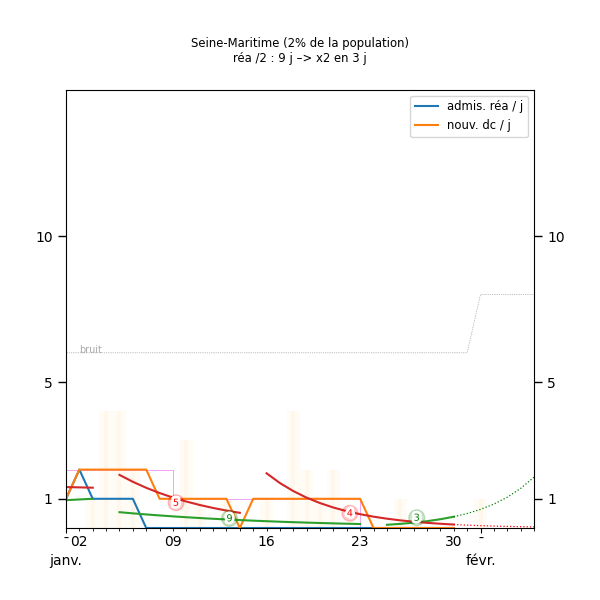 Seine-Maritime (2% de la population)
réa /2 : 9 j –> x2 en 3 j
admis. réa / j
nouv. dc / j
10
10
bruit
5
5
1
1
5
9
4
3
02
09
16
23
30
janv.
févr.